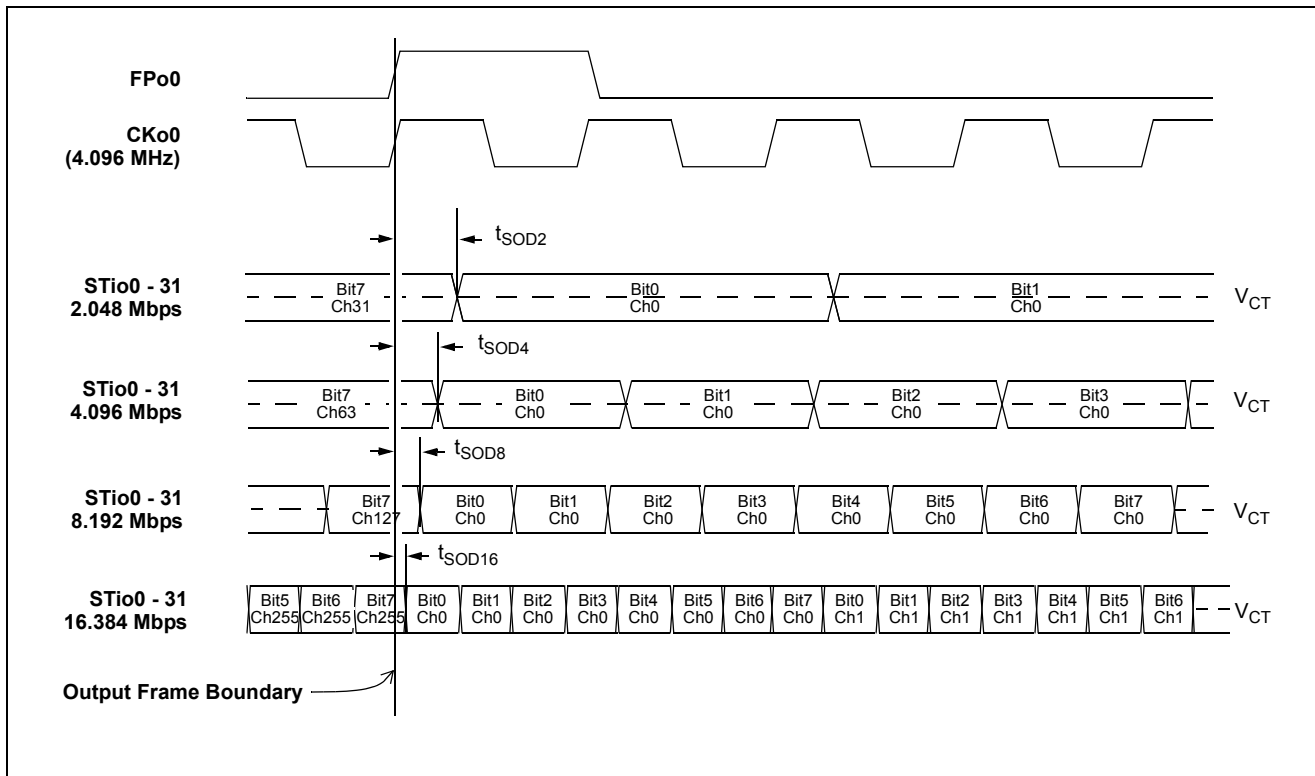 FPo0
CKo0
(4.096 MHz)
tSOD2
STio0 - 31
2.048 Mbps
Bit7
Ch31
Bit0
Ch0
Bit1
Ch0
VCT
tSOD4
STio0 - 31
4.096 Mbps
Bit7
Ch63
Bit0
Ch0
Bit1
Ch0
Bit2
Ch0
Bit3
Ch0
VCT
tSOD8
STio0 - 31
8.192 Mbps
Bit7
Ch127
Bit0
Ch0
Bit1
Ch0
Bit2
Ch0
Bit3
Ch0
Bit4
Ch0
Bit5
Ch0
Bit6
Ch0
Bit7
Ch0
VCT
tSOD16
STio0 - 31
16.384 Mbps
Bit5
Ch255
Bit6
Ch255
Bit7
Ch255
Bit0
Ch0
Bit1
Ch0
Bit2
Ch0
Bit3
Ch0
Bit4
Ch0
Bit5
Ch0
Bit6
Ch0
Bit7
Ch0
Bit0
Ch1
Bit1
Ch1
Bit2
Ch1
Bit3
Ch1
Bit4
Ch1
Bit5
Ch1
Bit6
Ch1
VCT
Output Frame Boundary